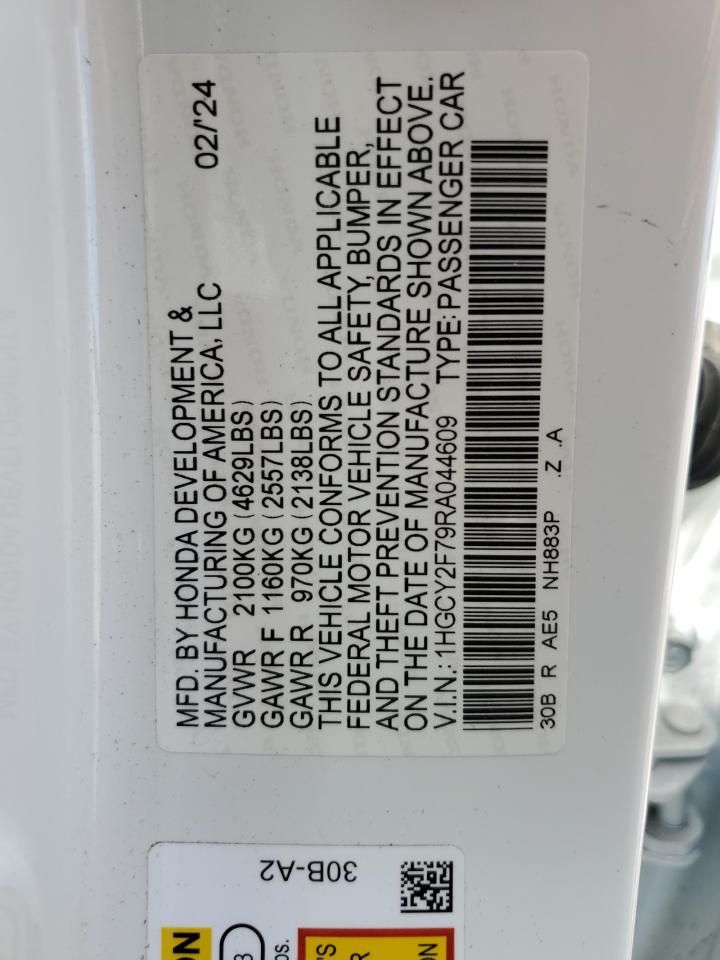 MFD. BY HONDA DEVELOPMENT &
MANUFACTURING OF AMERICA, LLC 02/'24
GVWR 2100KG (4629LBS)
GAWR F 1160KG (2557LBS)
GAWR R 970KG (2138LBS)
THIS VEHICLE CONFORMS TO ALL APPLICABLE
FEDERAL MOTOR VEHICLE SAFETY, BUMPER,
AND THEFT PREVENTION STANDARDS IN EFFECT
ON THE DATE OF MANUFACTURE SHOWN ABOVE.
V.I.N.: 1HGCY2F79RA044609 TYPE: PASSENGER CAR
30B R AE5 NH883P .Z .A
30B-A2